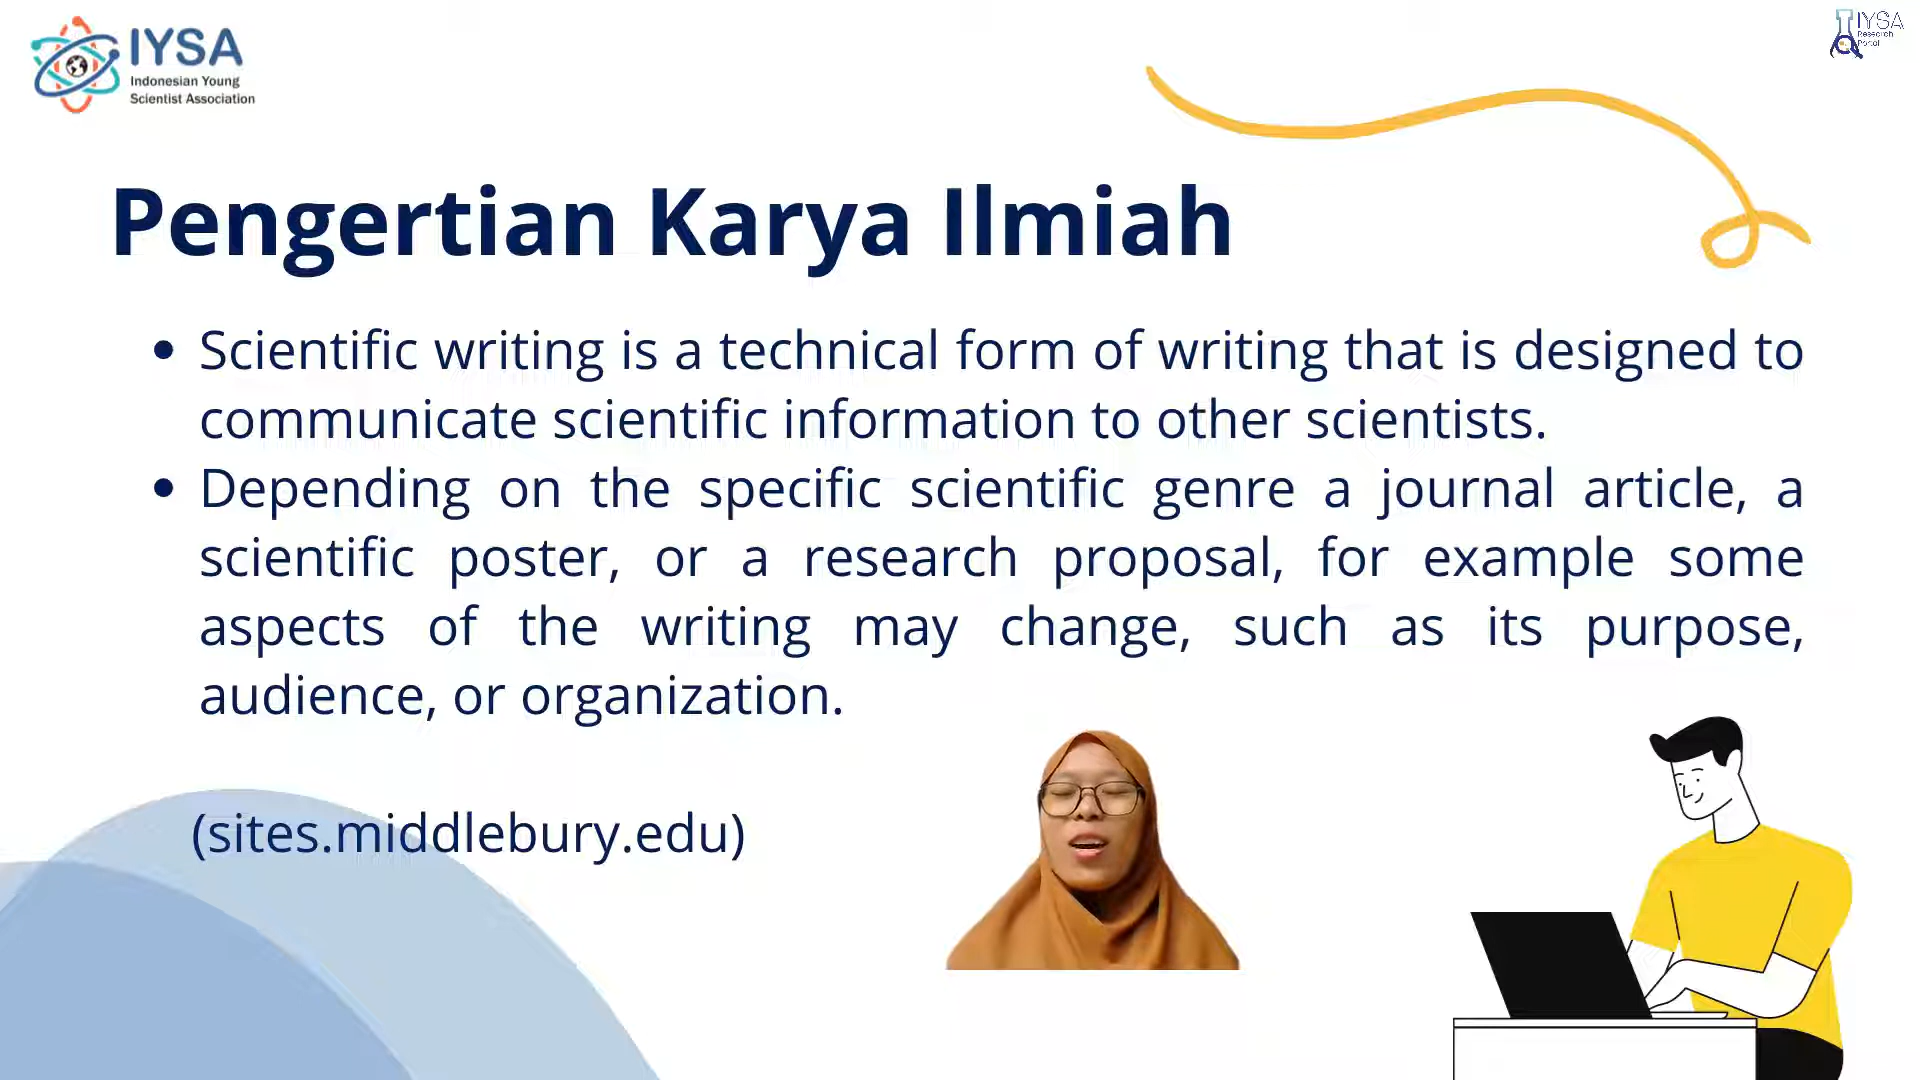 IYSA
Indonesian Young
Scientist Association
IYSA
Research
Portal
Pengertian Karya Ilmiah
• Scientific writing is a technical form of writing that is designed to
communicate scientific information to other scientists.
• Depending on the specific scientific genre a journal article, a
scientific poster, or a research proposal, for example some
aspects of the writing may change, such as its purpose,
audience, or organization.
(sites.middlebury.edu)